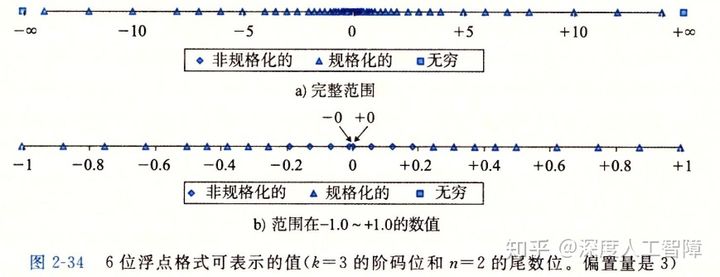 −∞ −10 −5 0 +5 +10 +∞
非规格化的 规格化的 无穷
a) 完整范围
−0 +0
−1 −0.8 −0.6 −0.4 −0.2 0 +0.2 +0.4 +0.6 +0.8 +1
非规格化的 规格化的 无穷
b) 范围在−1.0～+1.0的数值
知乎 @深度人工智障
图 2-34 6 位浮点格式可表示的值(k=3 的阶码位和 n=2 的尾数位。偏置量是 3)